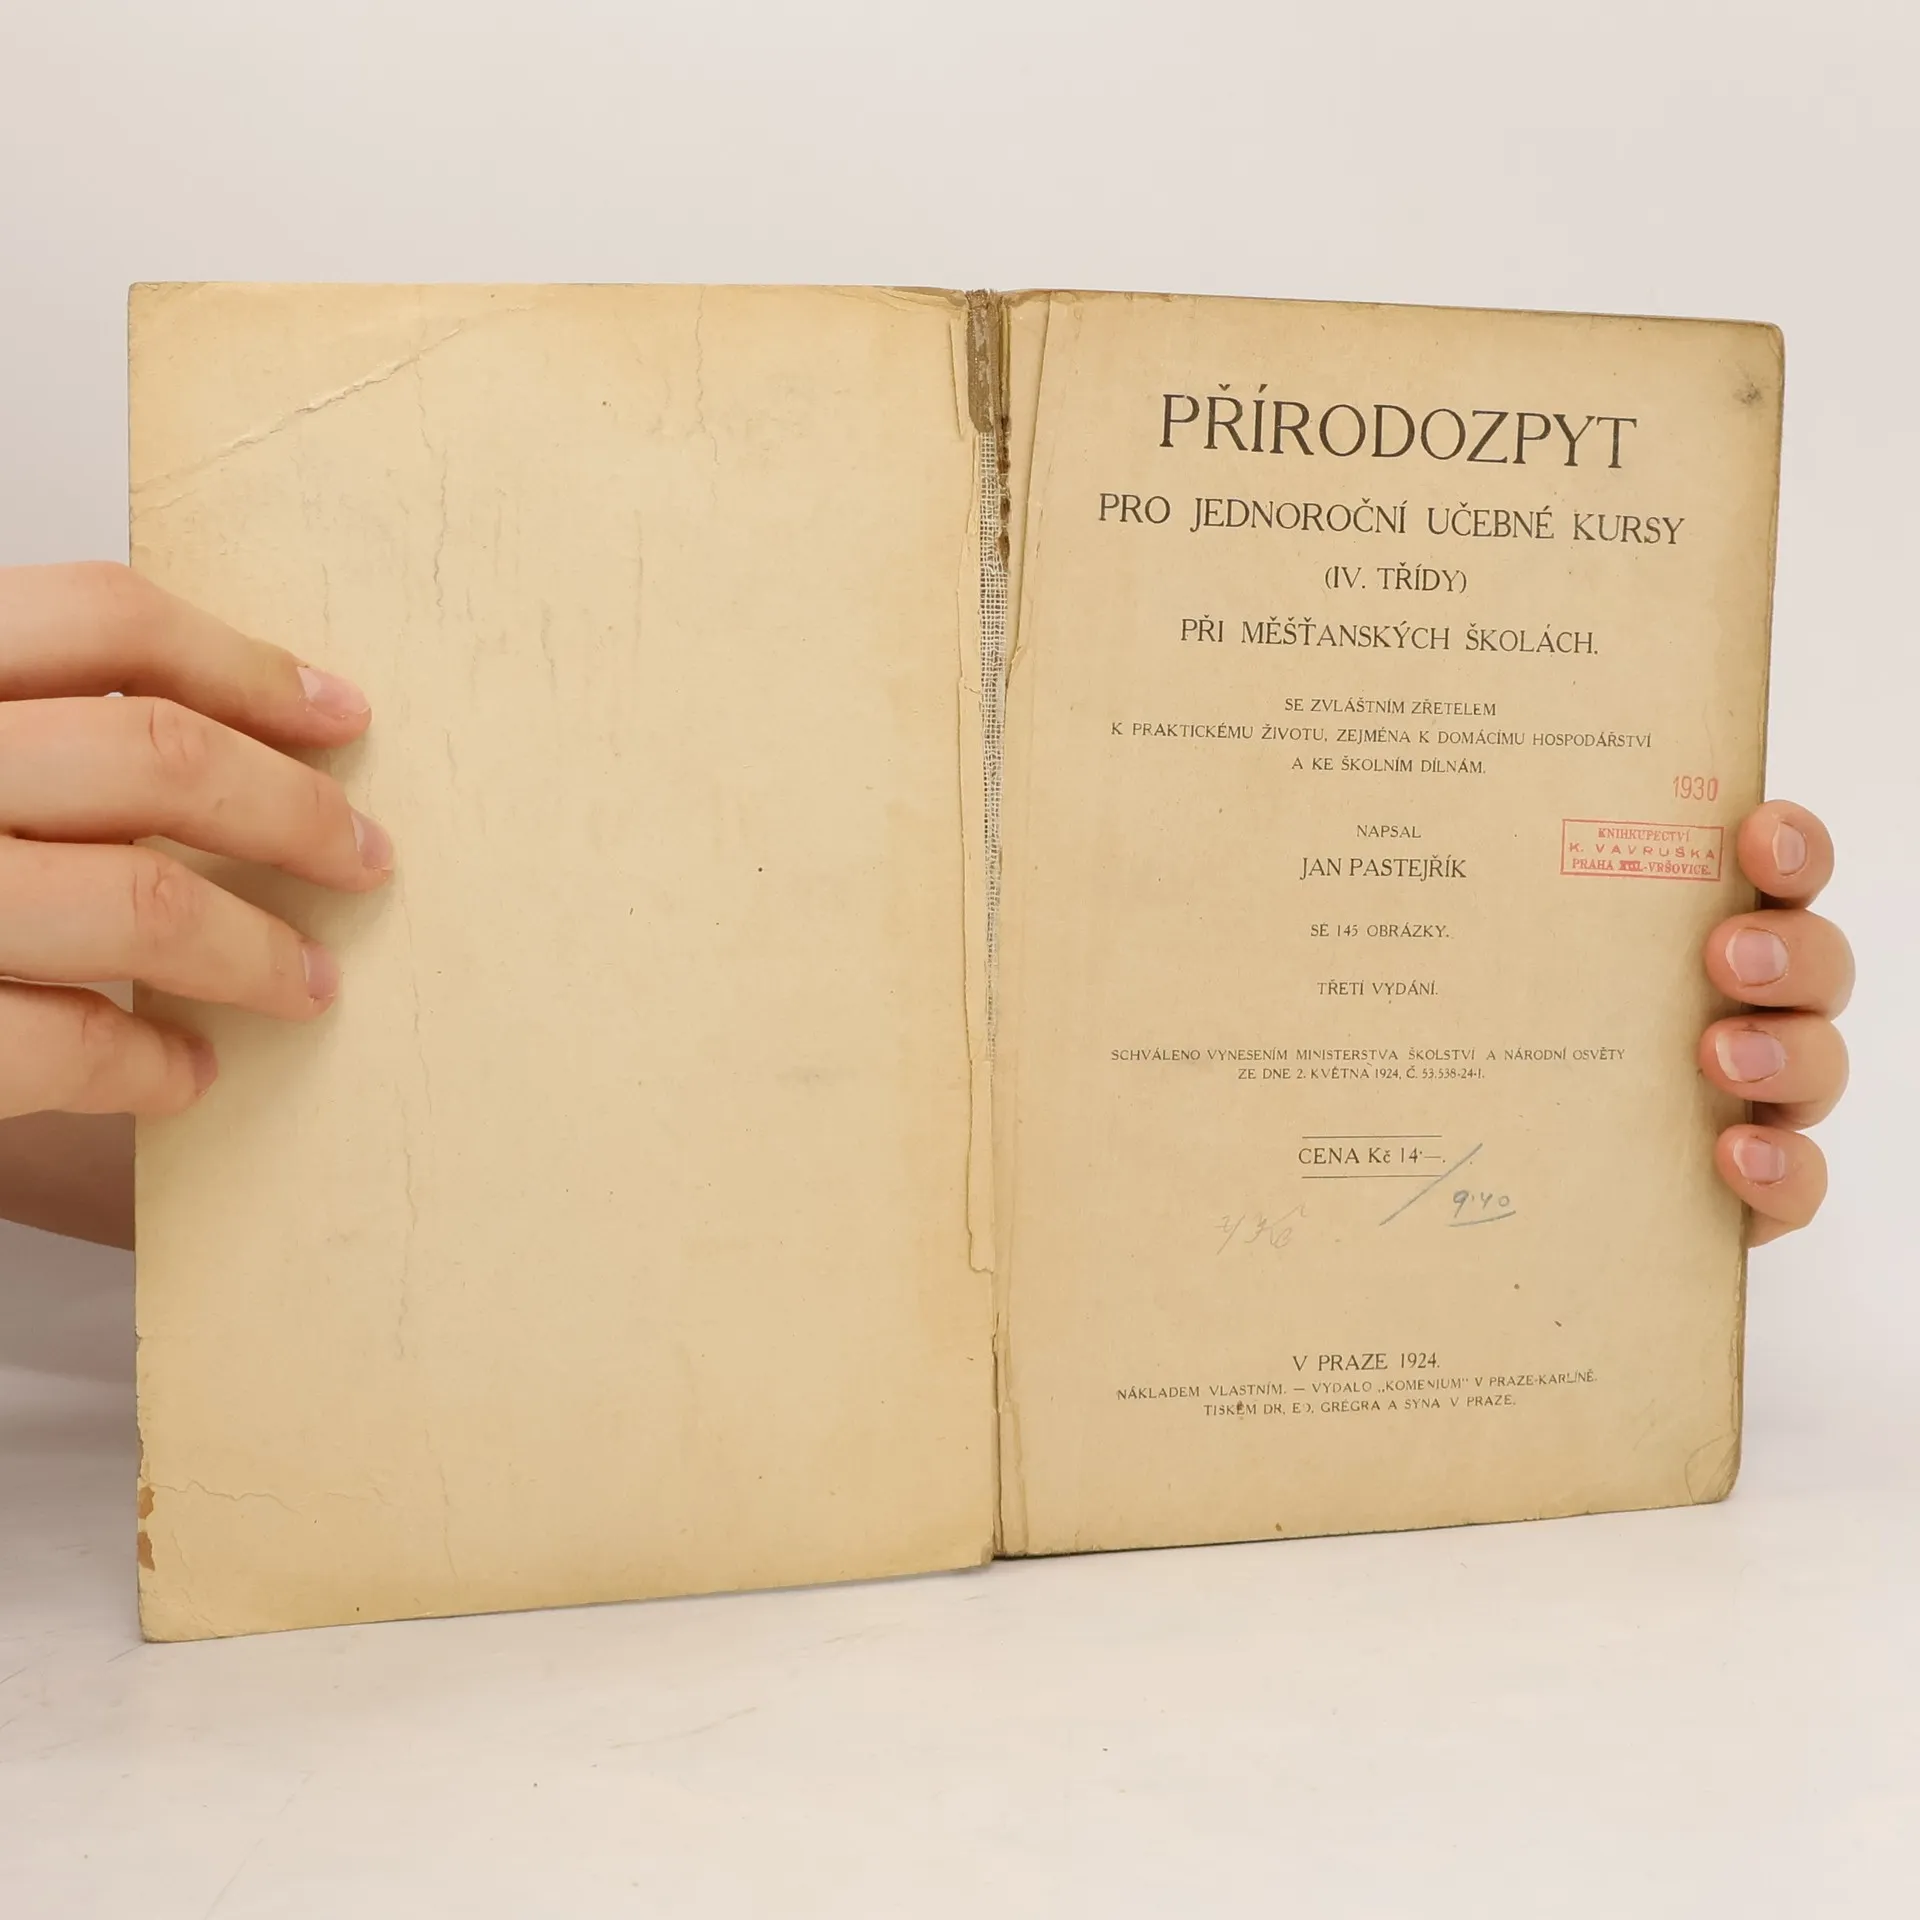 PŘÍRODOZPYT
PRO JEDNOROČNÍ UČEBNÉ KURSY
(IV. TŘÍDY)
PŘI MĚŠŤANSKÝCH ŠKOLÁCH.
SE ZVLÁŠTNÍM ZŘETELEM
K PRAKTICKÉMU ŽIVOTU, ZEJMÉNA K DOMÁCÍMU HOSPODÁŘSTVÍ
A KE ŠKOLNÍM DÍLNÁM.
1930
KNIHKUPECTVÍ
K. VAVRUŠKA
PRAHA -VRŠOVICE.
NAPSAL
JAN PASTEJŘÍK
SE 145 OBRÁZKY.
TŘETÍ VYDÁNÍ.
SCHVÁLENO VYNESENÍM MINISTERSTVA ŠKOLSTVÍ A NÁRODNÍ OSVĚTY
ZE DNE 2. KVĚTNA 1924, Č. 53.538-24-I.
CENA Kč 14·—.
9·40
V PRAZE 1924.
NÁKLADEM VLASTNÍM. — VYDALO „KOMENIUM" V PRAZE-KARLÍNĚ.
TISKEM DR. ED. GRÉGRA A SYNA V PRAZE.